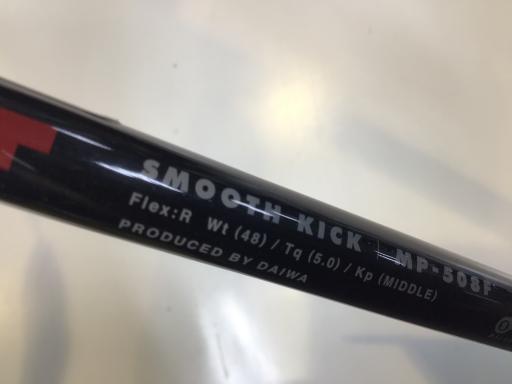 SMOOTH KICK | MP-508F
Flex:R Wt (48) / Tq (5.0) / Kp (MIDDLE)
PRODUCED BY DAIWA